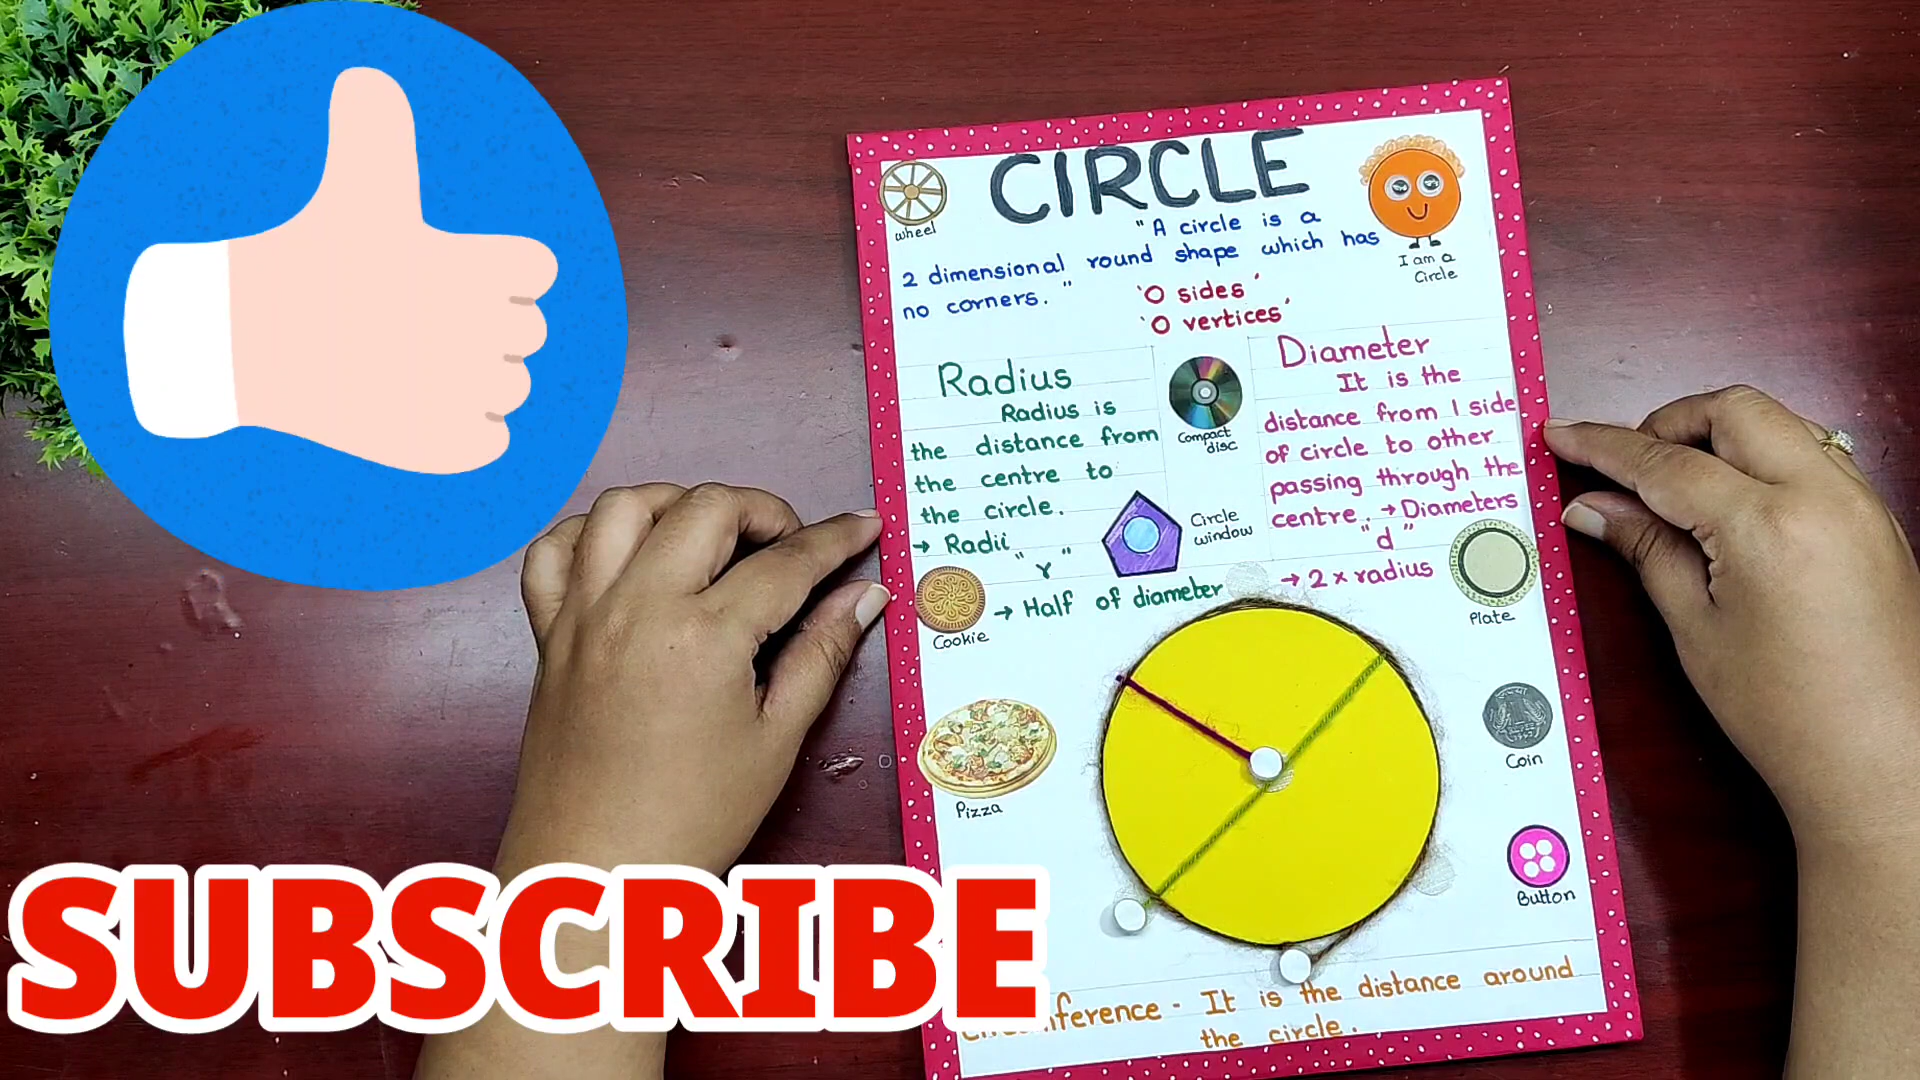 CIRCLE
wheel
I am a
Circle
"A circle is a
2 dimensional round shape which has
no corners."
'0 sides'
'0 vertices'
Radius
Radius is
the distance from
the centre to
the circle.
→ Radii
"r"
→ Half of diameter
Compact
disc
Circle
window
Diameter
It is the
distance from 1 side
of circle to other
passing through the
centre. → Diameters
"d"
→ 2 x radius
Cookie
Plate
Pizza
Coin
Button
SUBSCRIBE
- It is the distance around
the circle.